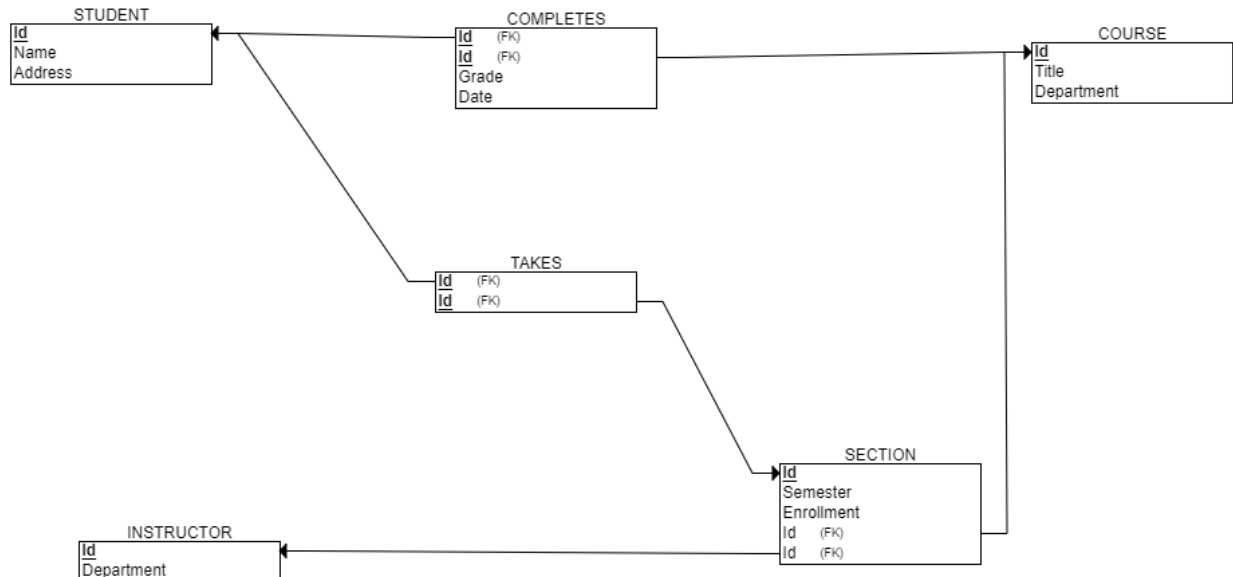 STUDENT
Id
Name
Address
COMPLETES
Id (FK)
Id (FK)
Grade
Date
COURSE
Id
Title
Department
TAKES
Id (FK)
Id (FK)
SECTION
Id
Semester
Enrollment
Id (FK)
Id (FK)
INSTRUCTOR
Id
Department